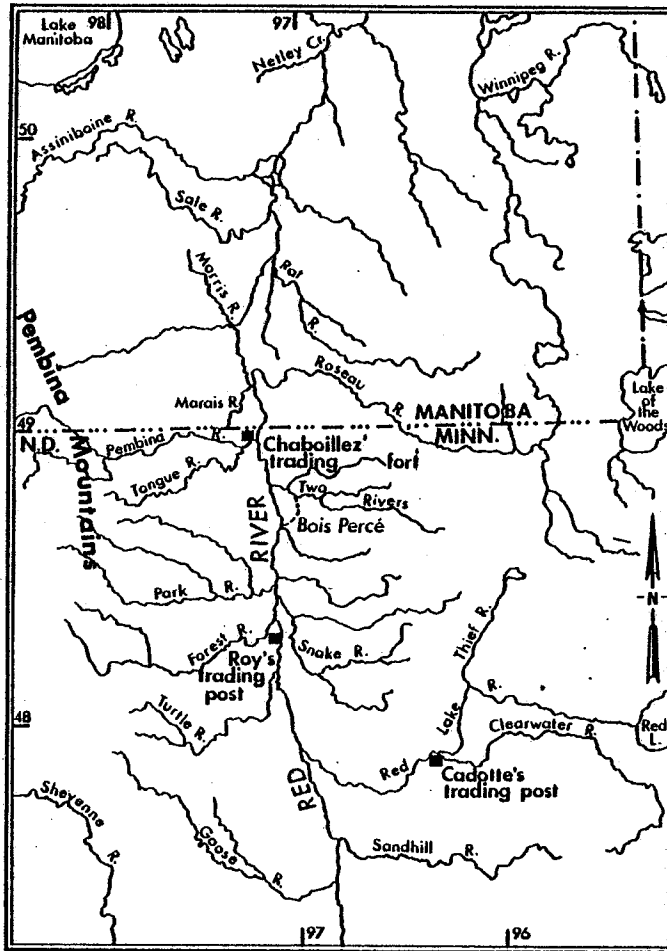 Lake
Manitoba
98
97
Netley Cr.
Winnipeg R.
50
Assiniboine R.
Sale R.
Morris R.
Rat R.
Pembina Mountains
Roseau R.
Marais R.
MANITOBA
MINN.
Lake
of
the
Woods
49
N.D.
Pembina R.
Chaboillez'
trading fort
Tongue R.
Two Rivers
Bois Percé
RED RIVER
Park R.
N
Forest R.
Roy's
trading
post
Snake R.
Thief R.
48
Turtle R.
Red Lake R.
Clearwater R.
Red
L.
Cadotte's
trading post
Sheyenne R.
Goose R.
Sandhill R.
97
96